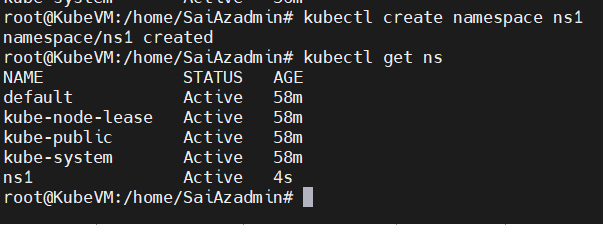 root@KubeVM:/home/SaiAzadmin# kubectl create namespace ns1
namespace/ns1 created
root@KubeVM:/home/SaiAzadmin# kubectl get ns
NAME STATUS AGE
default Active 58m
kube-node-lease Active 58m
kube-public Active 58m
kube-system Active 58m
ns1 Active 4s
root@KubeVM:/home/SaiAzadmin#